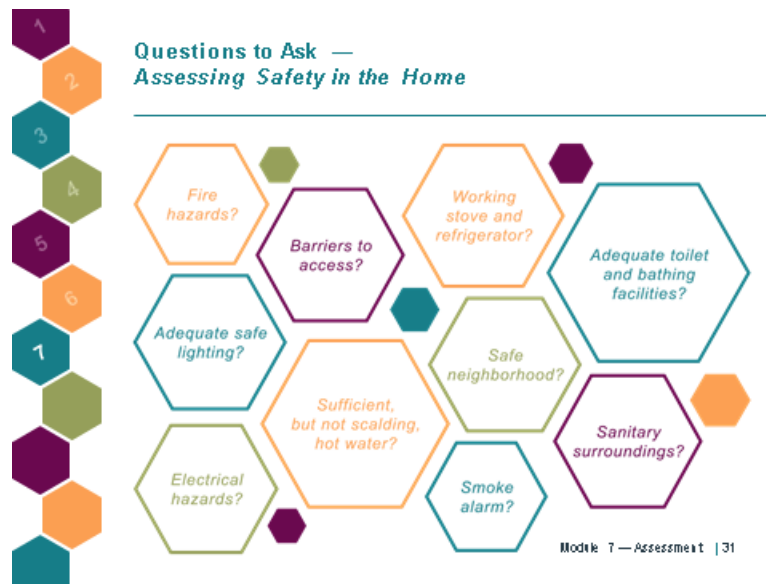 1
2
3
4
5
6
7
Questions to Ask —
Assessing Safety in the Home
Fire
hazards?
Barriers to
access?
Working
stove and
refrigerator?
Adequate toilet
and bathing
facilities?
Adequate safe
lighting?
Sufficient,
but not scalding,
hot water?
Safe
neighborhood?
Sanitary
surroundings?
Electrical
hazards?
Smoke
alarm?
Module 7 — Assessment | 31